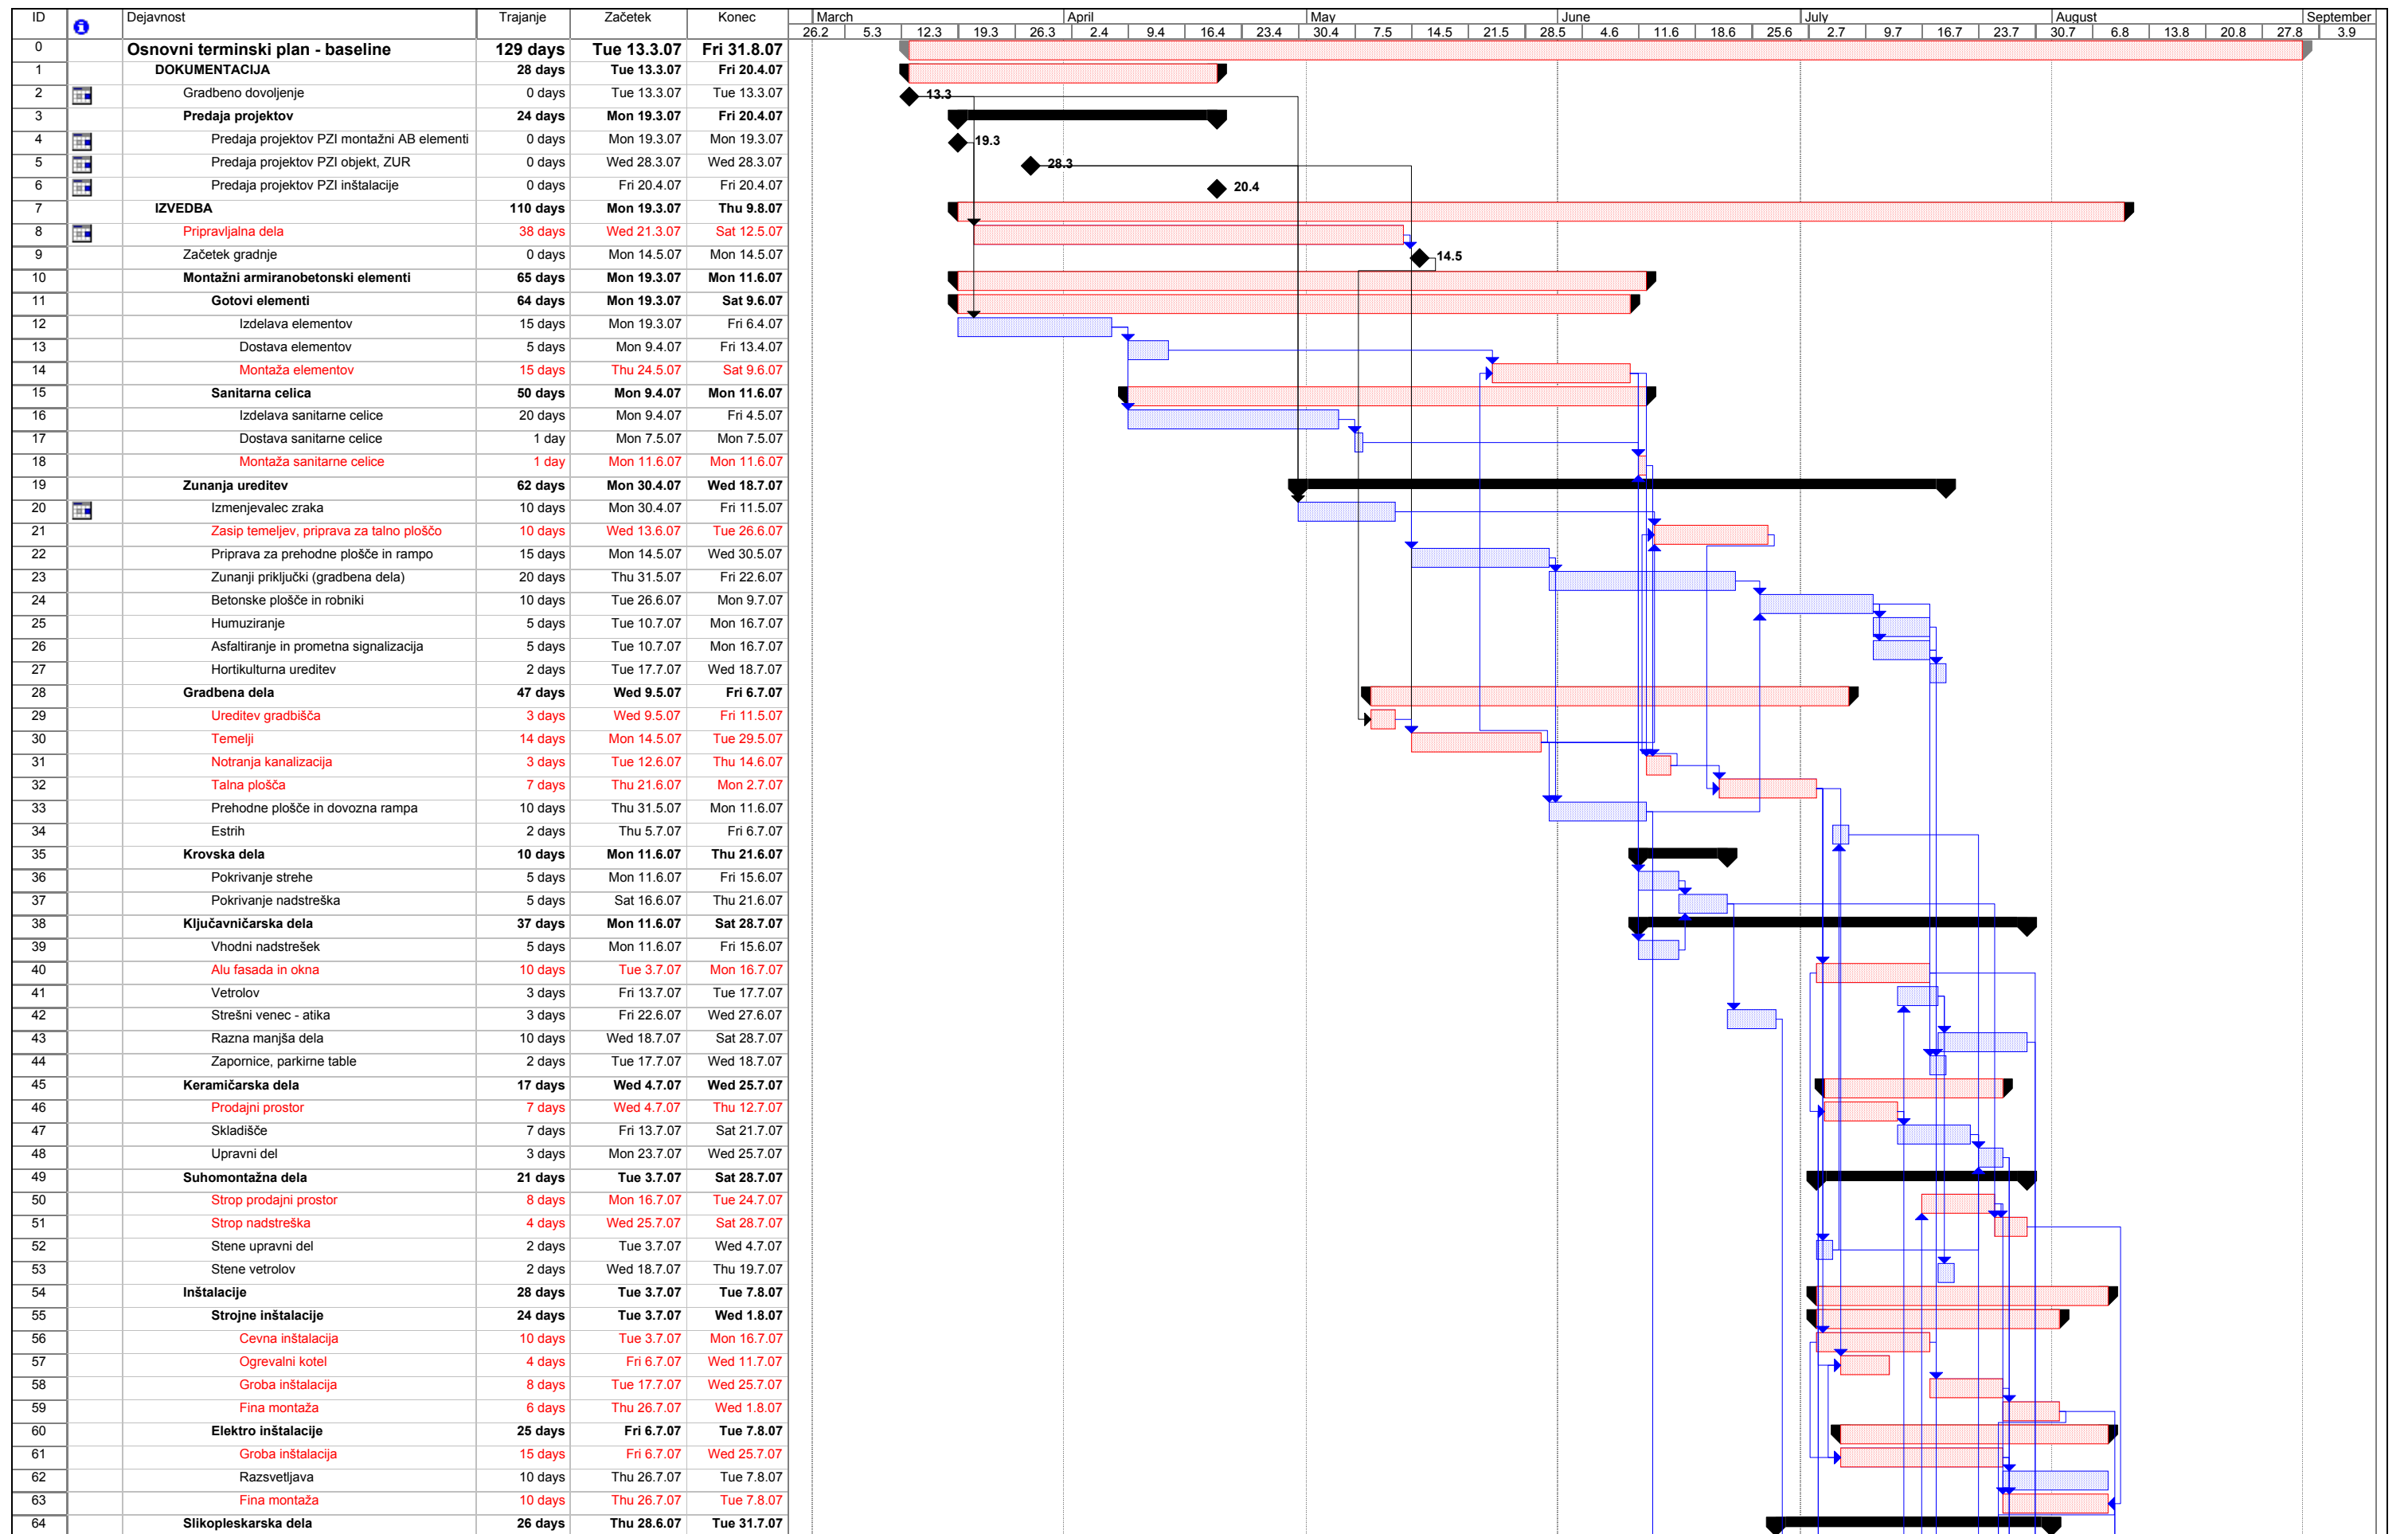 ID Dejavnost Trajanje Začetek Konec March April May June July August September
26.2 5.3 12.3 19.3 26.3 2.4 9.4 16.4 23.4 30.4 7.5 14.5 21.5 28.5 4.6 11.6 18.6 25.6 2.7 9.7 16.7 23.7 30.7 6.8 13.8 20.8 27.8 3.9
0 Osnovni terminski plan - baseline 129 days Tue 13.3.07 Fri 31.8.07
1 DOKUMENTACIJA 28 days Tue 13.3.07 Fri 20.4.07
2 Gradbeno dovoljenje 0 days Tue 13.3.07 Tue 13.3.07 13.3
3 Predaja projektov 24 days Mon 19.3.07 Fri 20.4.07
4 Predaja projektov PZI montažni AB elementi 0 days Mon 19.3.07 Mon 19.3.07 19.3
5 Predaja projektov PZI objekt, ZUR 0 days Wed 28.3.07 Wed 28.3.07 28.3
6 Predaja projektov PZI inštalacije 0 days Fri 20.4.07 Fri 20.4.07 20.4
7 IZVEDBA 110 days Mon 19.3.07 Thu 9.8.07
8 Pripravljalna dela 38 days Wed 21.3.07 Sat 12.5.07
9 Začetek gradnje 0 days Mon 14.5.07 Mon 14.5.07 14.5
10 Montažni armiranobetonski elementi 65 days Mon 19.3.07 Mon 11.6.07
11 Gotovi elementi 64 days Mon 19.3.07 Sat 9.6.07
12 Izdelava elementov 15 days Mon 19.3.07 Fri 6.4.07
13 Dostava elementov 5 days Mon 9.4.07 Fri 13.4.07
14 Montaža elementov 15 days Thu 24.5.07 Sat 9.6.07
15 Sanitarna celica 50 days Mon 9.4.07 Mon 11.6.07
16 Izdelava sanitarne celice 20 days Mon 9.4.07 Fri 4.5.07
17 Dostava sanitarne celice 1 day Mon 7.5.07 Mon 7.5.07
18 Montaža sanitarne celice 1 day Mon 11.6.07 Mon 11.6.07
19 Zunanja ureditev 62 days Mon 30.4.07 Wed 18.7.07
20 Izmenjevalec zraka 10 days Mon 30.4.07 Fri 11.5.07
21 Zasip temeljev, priprava za talno ploščo 10 days Wed 13.6.07 Tue 26.6.07
22 Priprava za prehodne plošče in rampo 15 days Mon 14.5.07 Wed 30.5.07
23 Zunanji priključki (gradbena dela) 20 days Thu 31.5.07 Fri 22.6.07
24 Betonske plošče in robniki 10 days Tue 26.6.07 Mon 9.7.07
25 Humuziranje 5 days Tue 10.7.07 Mon 16.7.07
26 Asfaltiranje in prometna signalizacija 5 days Tue 10.7.07 Mon 16.7.07
27 Hortikulturna ureditev 2 days Tue 17.7.07 Wed 18.7.07
28 Gradbena dela 47 days Wed 9.5.07 Fri 6.7.07
29 Ureditev gradbišča 3 days Wed 9.5.07 Fri 11.5.07
30 Temelji 14 days Mon 14.5.07 Tue 29.5.07
31 Notranja kanalizacija 3 days Tue 12.6.07 Thu 14.6.07
32 Talna plošča 7 days Thu 21.6.07 Mon 2.7.07
33 Prehodne plošče in dovozna rampa 10 days Thu 31.5.07 Mon 11.6.07
34 Estrih 2 days Thu 5.7.07 Fri 6.7.07
35 Krovska dela 10 days Mon 11.6.07 Thu 21.6.07
36 Pokrivanje strehe 5 days Mon 11.6.07 Fri 15.6.07
37 Pokrivanje nadstreška 5 days Sat 16.6.07 Thu 21.6.07
38 Ključavničarska dela 37 days Mon 11.6.07 Sat 28.7.07
39 Vhodni nadstrešek 5 days Mon 11.6.07 Fri 15.6.07
40 Alu fasada in okna 10 days Tue 3.7.07 Mon 16.7.07
41 Vetrolov 3 days Fri 13.7.07 Tue 17.7.07
42 Strešni venec - atika 3 days Fri 22.6.07 Wed 27.6.07
43 Razna manjša dela 10 days Wed 18.7.07 Sat 28.7.07
44 Zapornice, parkirne table 2 days Tue 17.7.07 Wed 18.7.07
45 Keramičarska dela 17 days Wed 4.7.07 Wed 25.7.07
46 Prodajni prostor 7 days Wed 4.7.07 Thu 12.7.07
47 Skladišče 7 days Fri 13.7.07 Sat 21.7.07
48 Upravni del 3 days Mon 23.7.07 Wed 25.7.07
49 Suhomontažna dela 21 days Tue 3.7.07 Sat 28.7.07
50 Strop prodajni prostor 8 days Mon 16.7.07 Tue 24.7.07
51 Strop nadstreška 4 days Wed 25.7.07 Sat 28.7.07
52 Stene upravni del 2 days Tue 3.7.07 Wed 4.7.07
53 Stene vetrolov 2 days Wed 18.7.07 Thu 19.7.07
54 Inštalacije 28 days Tue 3.7.07 Tue 7.8.07
55 Strojne inštalacije 24 days Tue 3.7.07 Wed 1.8.07
56 Cevna inštalacija 10 days Tue 3.7.07 Mon 16.7.07
57 Ogrevalni kotel 4 days Fri 6.7.07 Wed 11.7.07
58 Groba inštalacija 8 days Tue 17.7.07 Wed 25.7.07
59 Fina montaža 6 days Thu 26.7.07 Wed 1.8.07
60 Elektro inštalacije 25 days Fri 6.7.07 Tue 7.8.07
61 Groba inštalacija 15 days Fri 6.7.07 Wed 25.7.07
62 Razsvetljava 10 days Thu 26.7.07 Tue 7.8.07
63 Fina montaža 10 days Thu 26.7.07 Tue 7.8.07
64 Slikopleskarska dela 26 days Thu 28.6.07 Tue 31.7.07